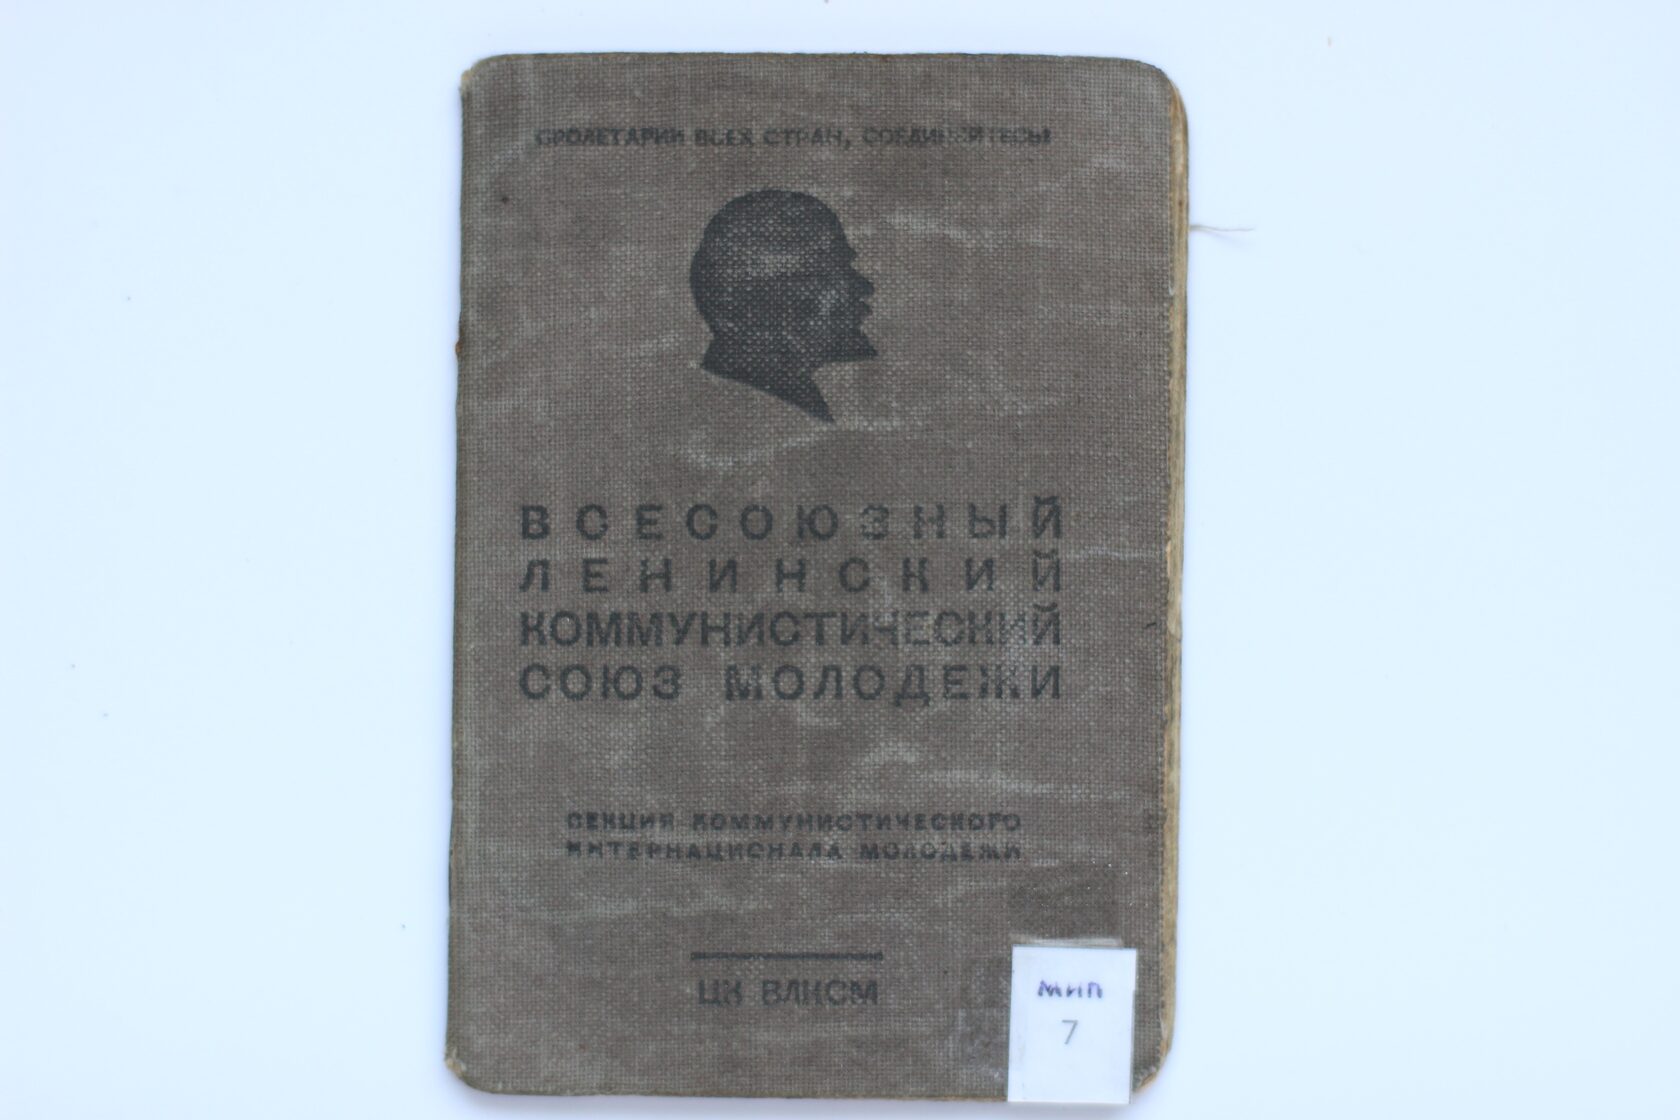 ПРОЛЕТАРИИ ВСЕХ СТРАН, СОЕДИНЯЙТЕСЬ!
ВСЕСОЮЗНЫЙ
ЛЕНИНСКИЙ
КОММУНИСТИЧЕСКИЙ
СОЮЗ МОЛОДЕЖИ
СЕКЦИЯ КОММУНИСТИЧЕСКОГО
ИНТЕРНАЦИОНАЛА МОЛОДЕЖИ
ЦК ВЛКСМ
МИП
7